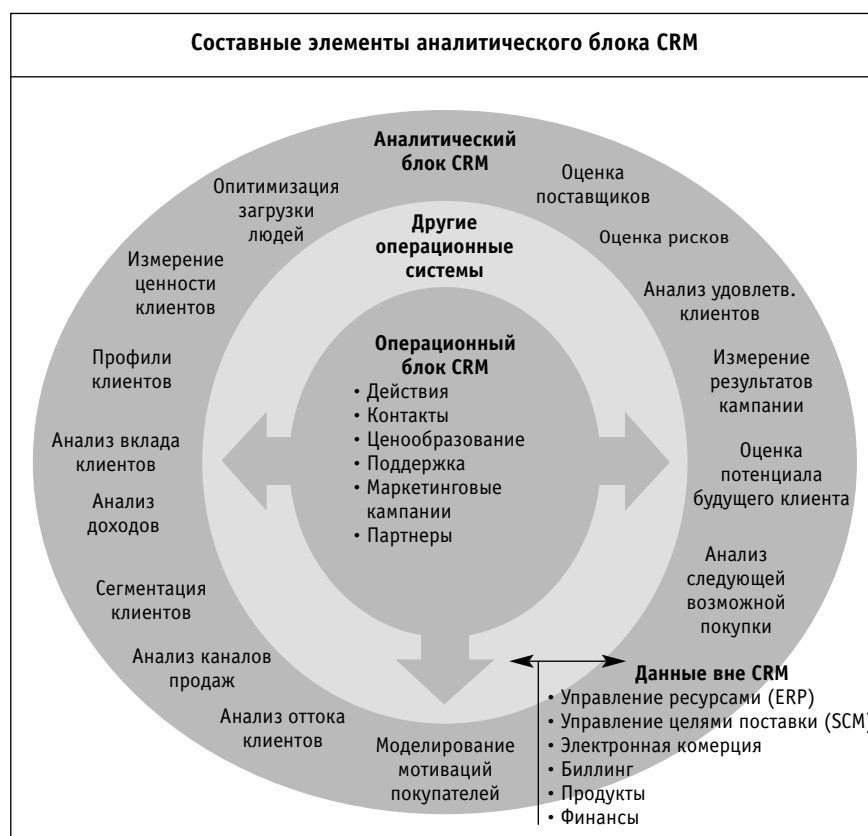 Составные элементы аналитического блока CRM
Аналитический
блок CRM
Опитимизация
загрузки
людей
Оценка
поставщиков
Другие
операционные
системы
Оценка рисков
Измерение
ценности
клиентов
Анализ удовлетв.
клиентов
Операционный
блок CRM
• Действия
• Контакты
• Ценообразование
• Поддержка
• Маркетинговые
кампании
• Партнеры
Профили
клиентов
Измерение
результатов
кампании
Анализ вклада
клиентов
Оценка
потенциала
будущего клиента
Анализ
доходов
Анализ
следующей
возможной
покупки
Сегментация
клиентов
Анализ каналов
продаж
Анализ оттока
клиентов
Моделирование
мотиваций
покупателей
Данные вне CRM
• Управление ресурсами (ERP)
• Управление целями поставки (SCM)
• Электронная комерция
• Биллинг
• Продукты
• Финансы